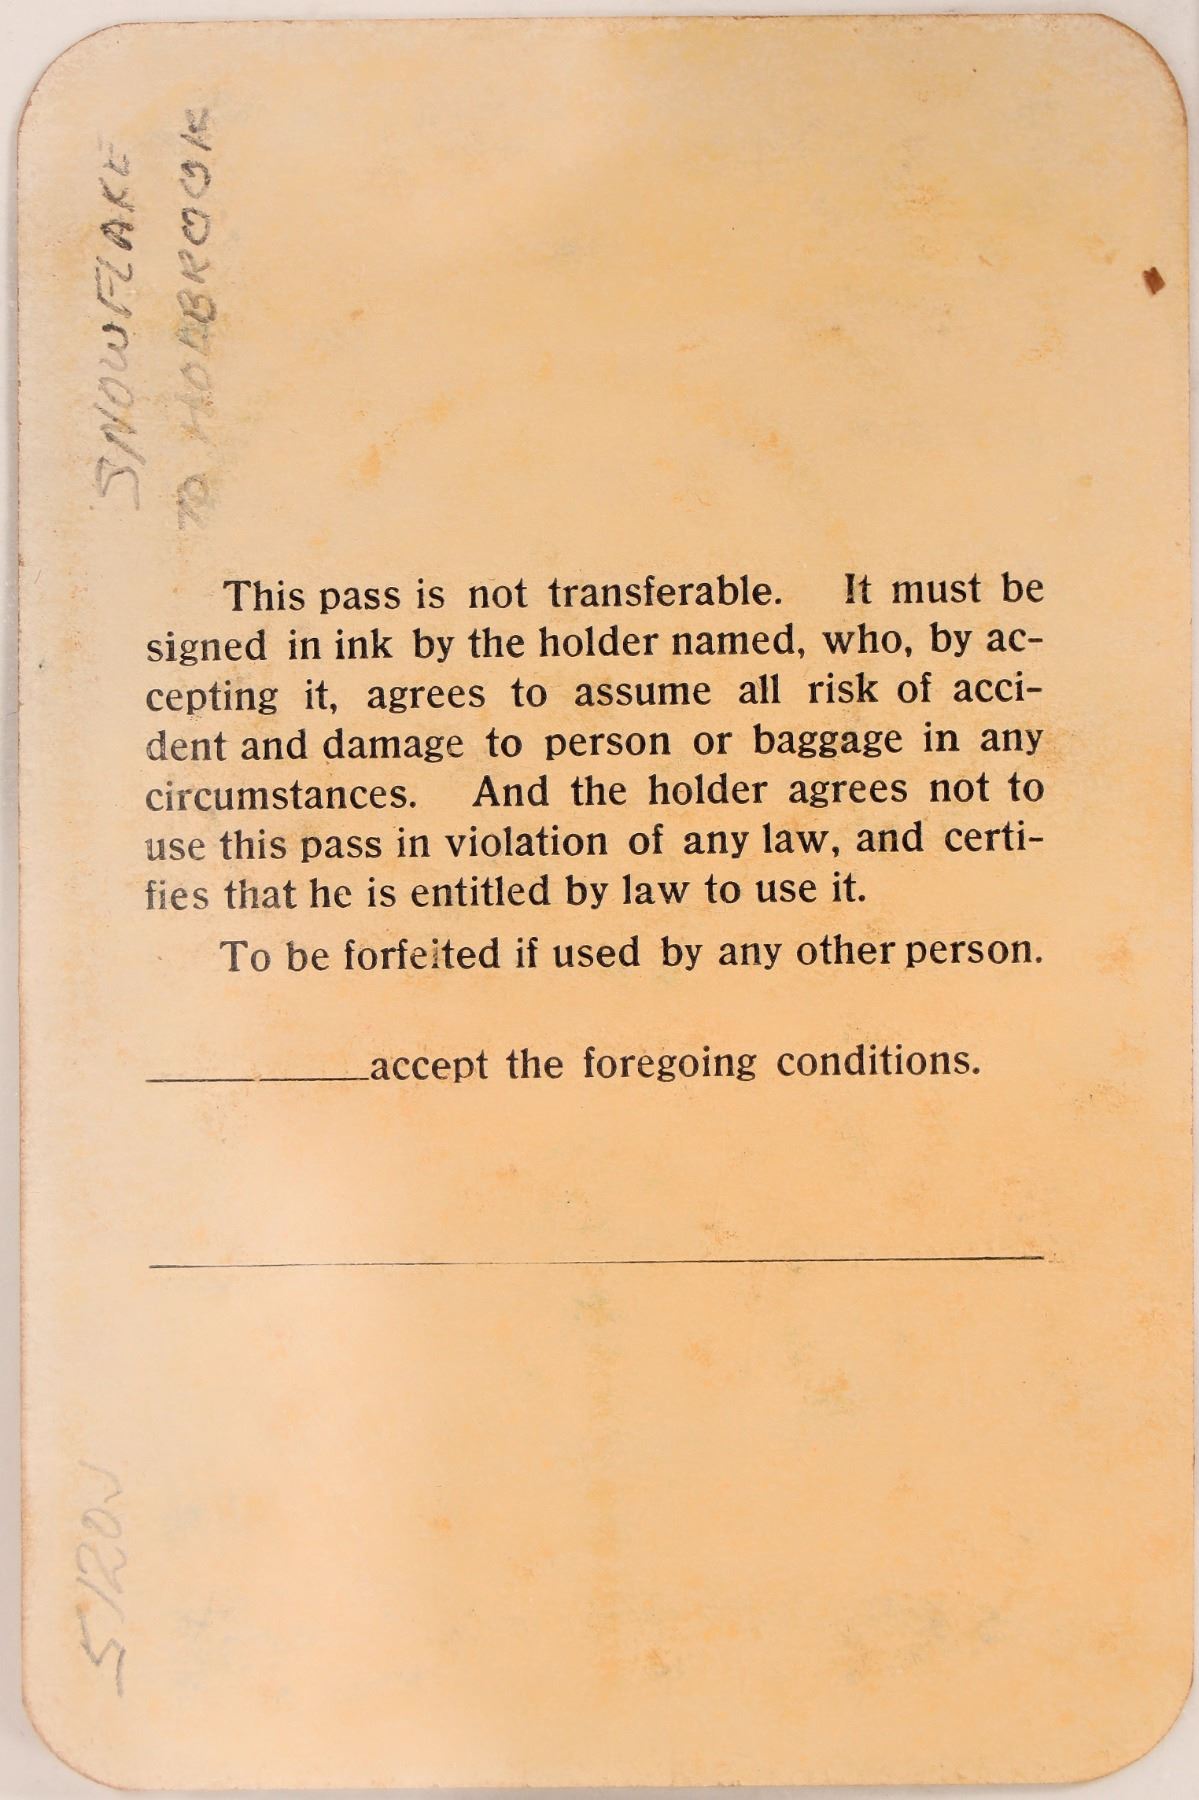 SNOWFLAKE
TO HOLBROOK
This pass is not transferable. It must be
signed in ink by the holder named, who, by ac-
cepting it, agrees to assume all risk of acci-
dent and damage to person or baggage in any
circumstances. And the holder agrees not to
use this pass in violation of any law, and certi-
fies that he is entitled by law to use it.
To be forfeited if used by any other person.
accept the foregoing conditions.